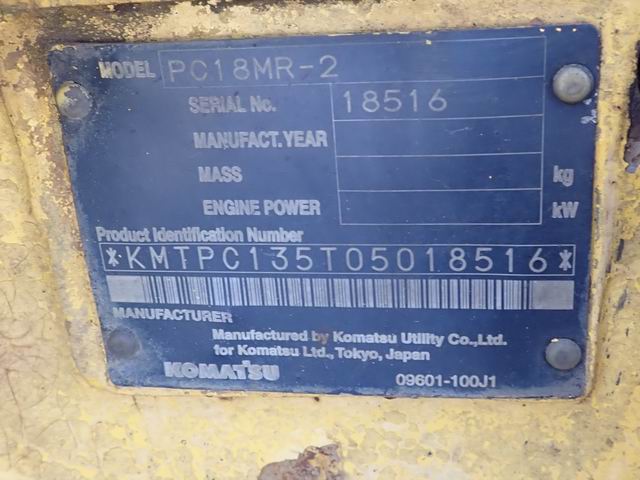 MODEL PC18MR-2
SERIAL No. 18516
MANUFACT.YEAR
MASS kg
ENGINE POWER kW
Product Identification Number
*KMTPC135T05018516*
MANUFACTURER
Manufactured by Komatsu Utility Co.,Ltd.
for Komatsu Ltd.,Tokyo, Japan
KOMATSU 09601-100J1